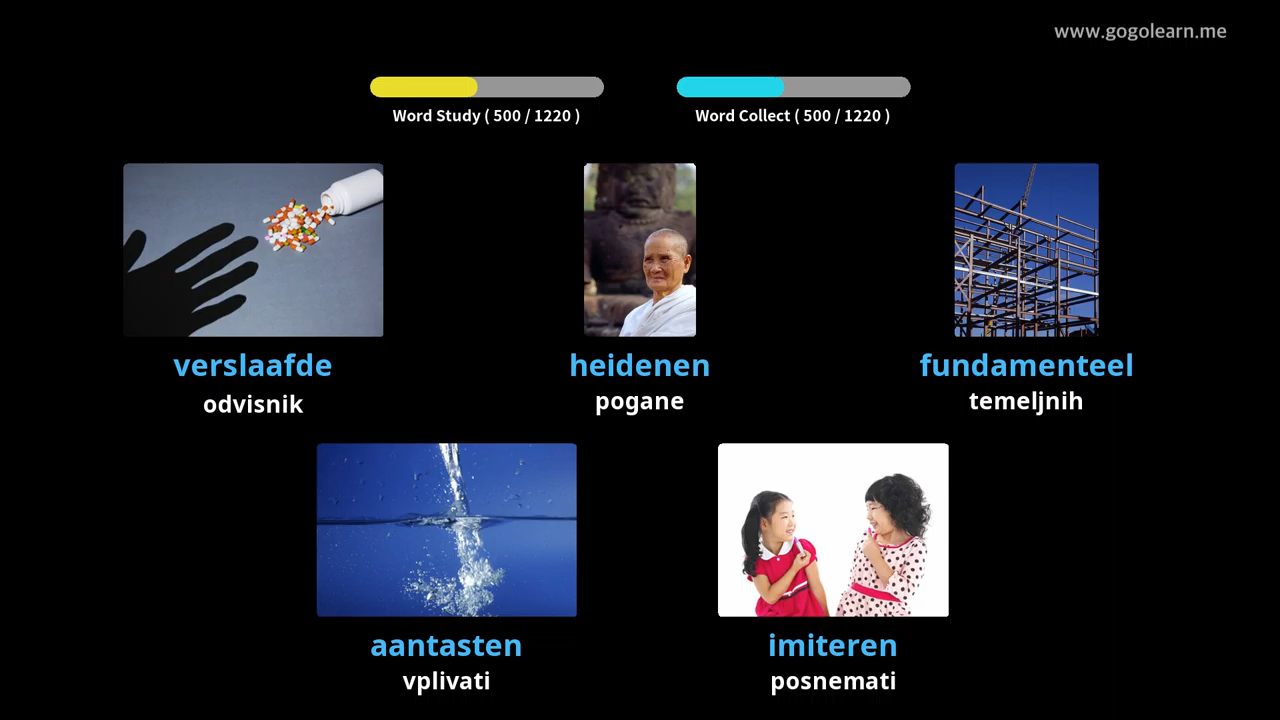 www.gogolearn.me
Word Study ( 500 / 1220 )
Word Collect ( 500 / 1220 )
verslaafde
odvisnik
heidenen
pogane
fundamenteel
temeljnih
aantasten
vplivati
imiteren
posnemati